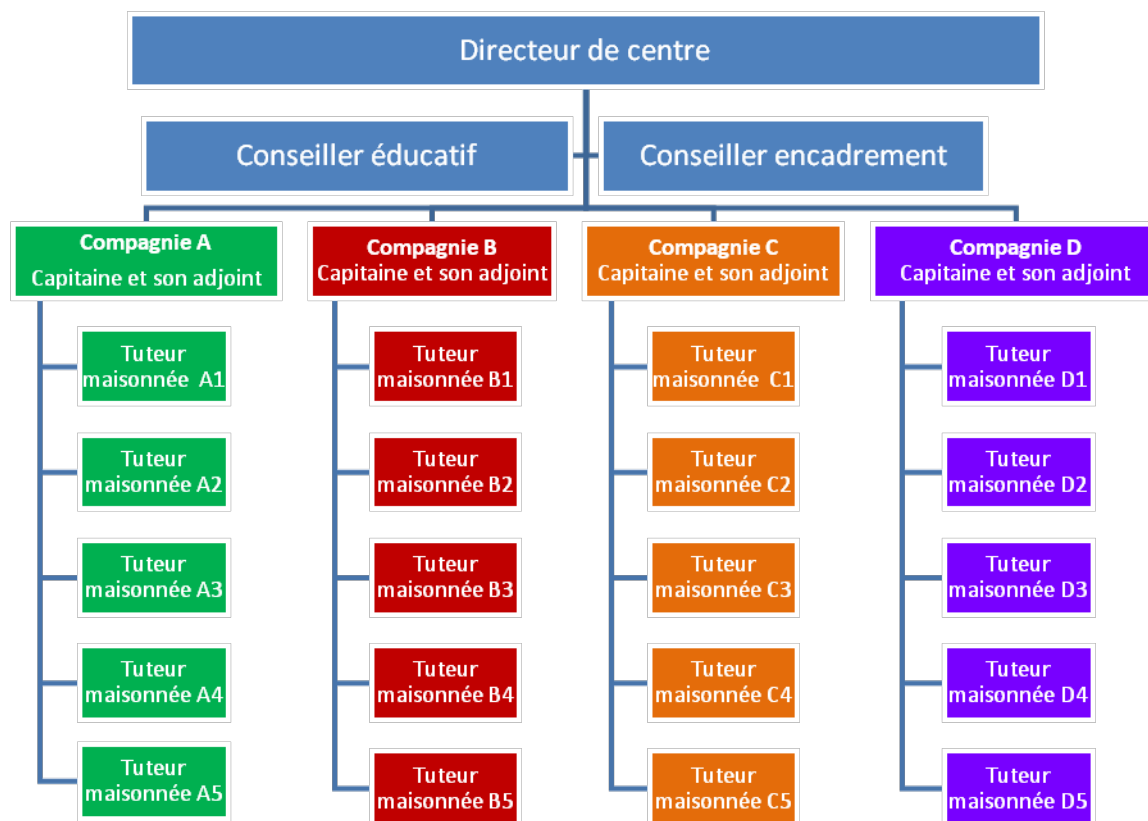 Directeur de centre
Conseiller éducatif
Conseiller encadrement
Compagnie A
Capitaine et son adjoint
Tuteur
maisonnée A1
Tuteur
maisonnée A2
Tuteur
maisonnée A3
Tuteur
maisonnée A4
Tuteur
maisonnée A5
Compagnie B
Capitaine et son adjoint
Tuteur
maisonnée B1
Tuteur
maisonnée B2
Tuteur
maisonnée B3
Tuteur
maisonnée B4
Tuteur
maisonnée B5
Compagnie C
Capitaine et son adjoint
Tuteur
maisonnée C1
Tuteur
maisonnée C2
Tuteur
maisonnée C3
Tuteur
maisonnée C4
Tuteur
maisonnée C5
Compagnie D
Capitaine et son adjoint
Tuteur
maisonnée D1
Tuteur
maisonnée D2
Tuteur
maisonnée D3
Tuteur
maisonnée D4
Tuteur
maisonnée D5